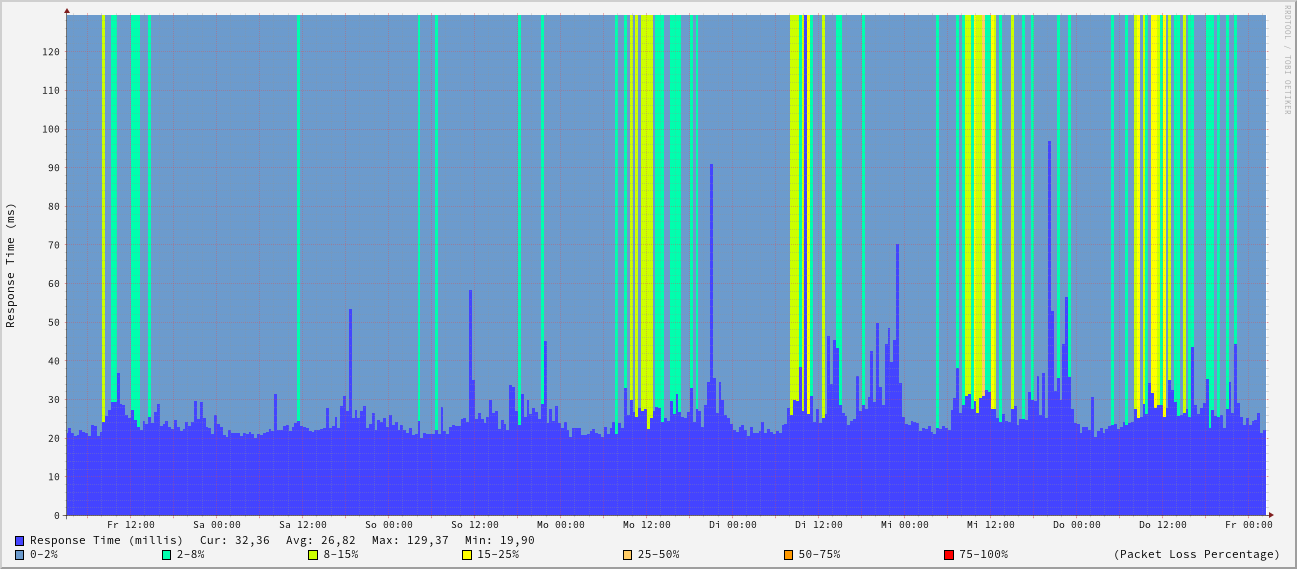 RRDTOOL / TOBI OETIKER
Response Time (ms)
120
110
100
90
80
70
60
50
40
30
20
10
0
Fr 12:00 Sa 00:00 Sa 12:00 So 00:00 So 12:00 Mo 00:00 Mo 12:00 Di 00:00 Di 12:00 Mi 00:00 Mi 12:00 Do 00:00 Do 12:00 Fr 00:00
Response Time (millis) Cur: 32,36 Avg: 26,82 Max: 129,37 Min: 19,90
0-2% 2-8% 8-15% 15-25% 25-50% 50-75% 75-100% (Packet Loss Percentage)